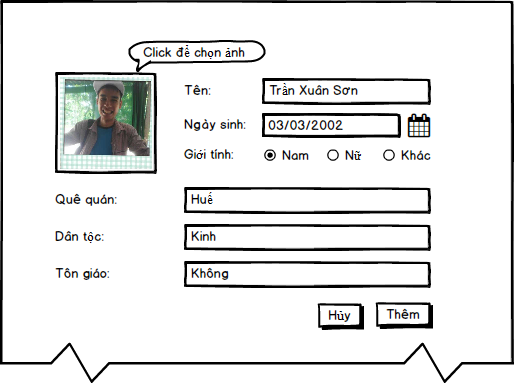 Click để chọn ảnh
Tên: Trần Xuân Sơn
Ngày sinh: 03/03/2002
Giới tính: Nam Nữ Khác
Quê quán: Huế
Dân tộc: Kinh
Tôn giáo: Không
Hủy Thêm